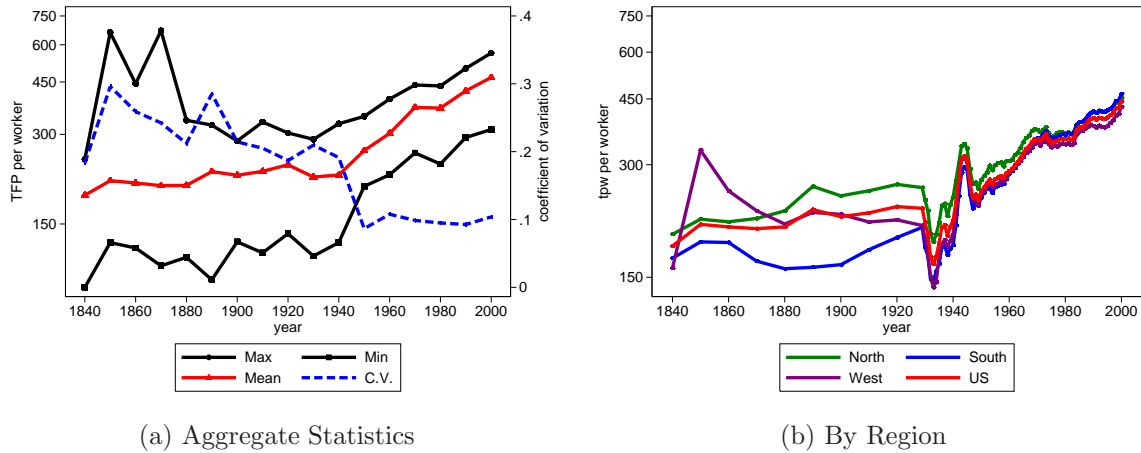 750
600
450
300
150
TFP per worker
.4
.3
.2
.1
0
coefficient of variation
1840 1860 1880 1900 1920 1940 1960 1980 2000
year
Max Min
Mean C.V.
(a) Aggregate Statistics
750
600
450
300
150
tpw per worker
1840 1860 1880 1900 1920 1940 1960 1980 2000
year
North South
West US
(b) By Region